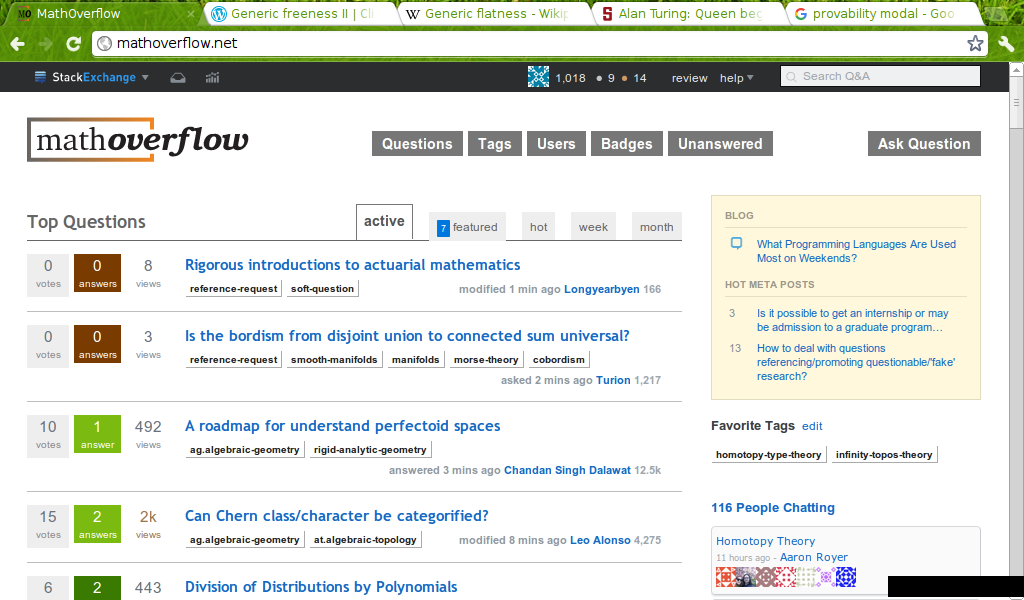 MathOverflow
Generic freeness II | Cl
Generic flatness - Wikip
Alan Turing: Queen beg
provability modal - Goo
mathoverflow.net
StackExchange
1,018 9 14 review help Search Q&A
mathoverflow
Questions Tags Users Badges Unanswered Ask Question
Top Questions active 7 featured hot week month
0 votes 0 answers 8 views
Rigorous introductions to actuarial mathematics
reference-request soft-question
modified 1 min ago Longyearbyen 166
0 votes 0 answers 3 views
Is the bordism from disjoint union to connected sum universal?
reference-request smooth-manifolds manifolds morse-theory cobordism
asked 2 mins ago Turion 1,217
10 votes 1 answer 492 views
A roadmap for understand perfectoid spaces
ag.algebraic-geometry rigid-analytic-geometry
answered 3 mins ago Chandan Singh Dalawat 12.5k
15 votes 2 answers 2k views
Can Chern class/character be categorified?
ag.algebraic-geometry at.algebraic-topology
modified 8 mins ago Leo Alonso 4,275
6 2 443
Division of Distributions by Polynomials
BLOG
What Programming Languages Are Used
Most on Weekends?
HOT META POSTS
3 Is it possible to get an internship or may
be admission to a graduate program…
13 How to deal with questions
referencing/promoting questionable/'fake'
research?
Favorite Tags edit
homotopy-type-theory infinity-topos-theory
116 People Chatting
Homotopy Theory
11 hours ago - Aaron Royer